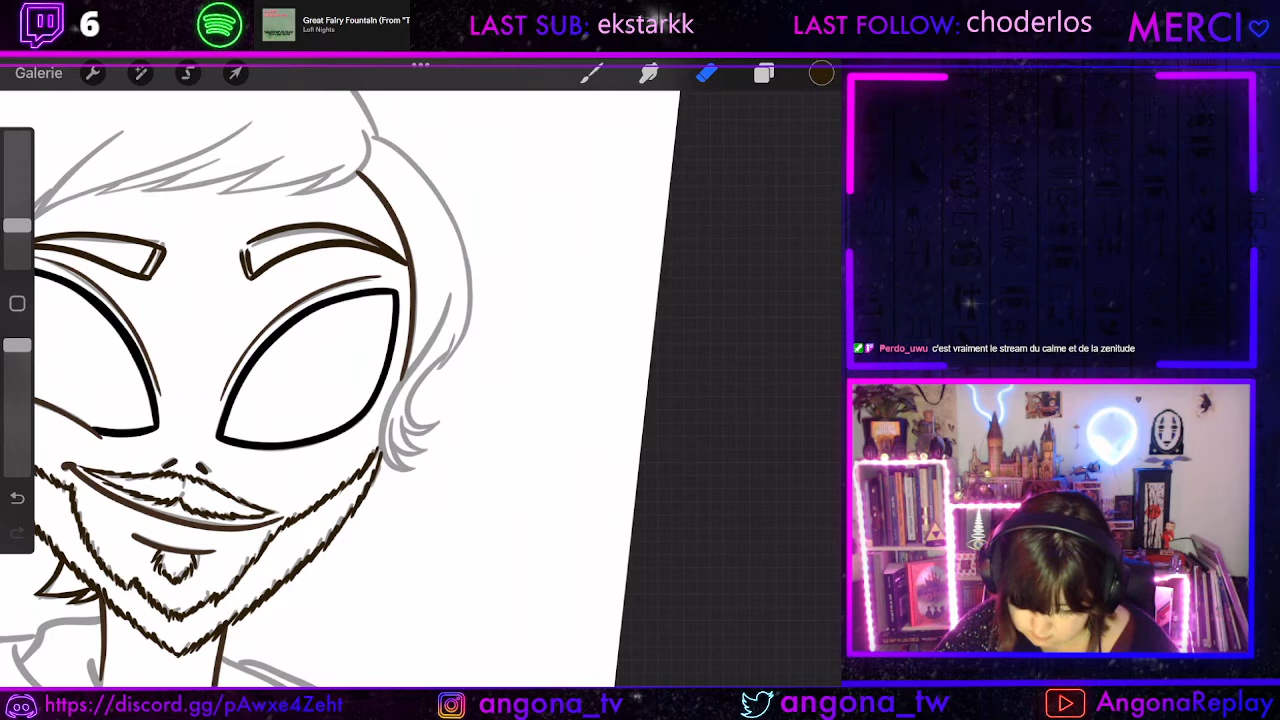 6
Great Fairy Fountain (From "T
Lofi Nights
LAST SUB: ekstarkk
LAST FOLLOW: choderlos
MERCI
Galerie
Perdo_uwu c'est vraiment le stream du calme et de la zenitude
https://discord.gg/pAwxe4Zeht
angona_tv
angona_tw
AngonaReplay